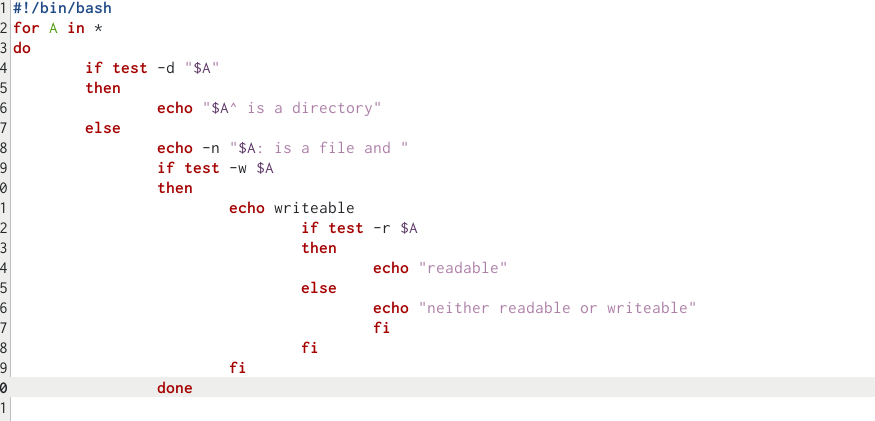 1 #!/bin/bash
2 for A in *
3 do
4 if test -d "$A"
5 then
6 echo "$A^ is a directory"
7 else
8 echo -n "$A: is a file and "
9 if test -w $A
0 then
1 echo writeable
2 if test -r $A
3 then
4 echo "readable"
5 else
6 echo "neither readable or writeable"
7 fi
8 fi
9 fi
0 done
1